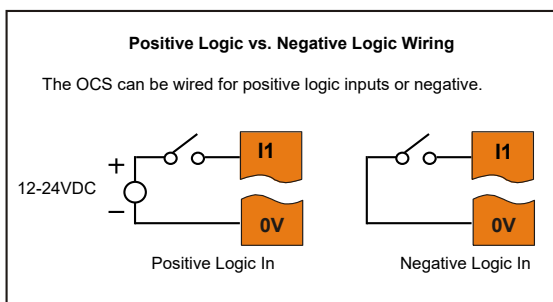 Positive Logic vs. Negative Logic Wiring
The OCS can be wired for positive logic inputs or negative.
I1
I1
+
12-24VDC
−
0V
0V
Positive Logic In
Negative Logic In